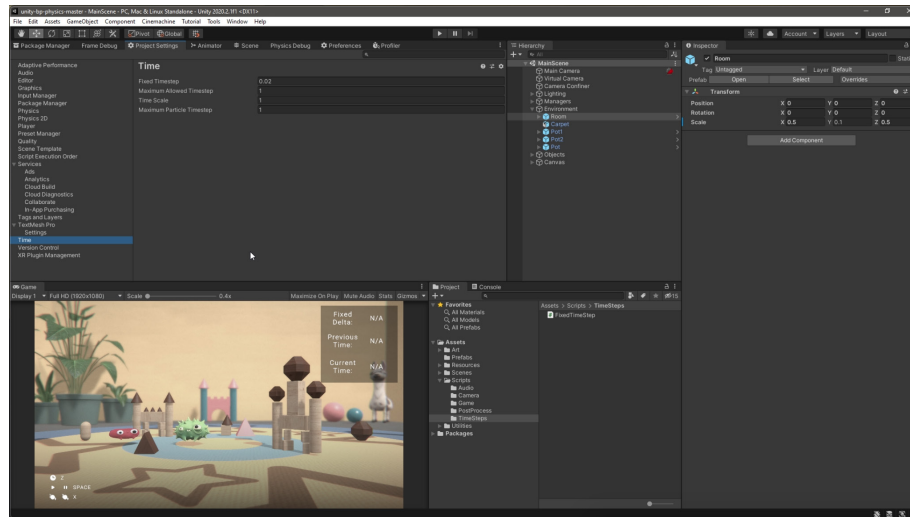 unity-bp-physics-master - MainScene - PC, Mac & Linux Standalone - Unity 2020.2.1f1 <DX11>
File Edit Assets GameObject Component Cinemachine Tutorial Tools Window Help
Pivot Global Account Layers Layout
Package Manager Frame Debug Project Settings Animator Scene Physics Debug Preferences Profiler
Adaptive Performance
Audio
Editor
Graphics
Input Manager
Package Manager
Physics
Physics 2D
Player
Preset Manager
Quality
Scene Template
Script Execution Order
Services
Ads
Analytics
Cloud Build
Cloud Diagnostics
Collaborate
In-App Purchasing
Tags and Layers
TextMesh Pro
Settings
Time
Version Control
XR Plugin Management
Time
Fixed Timestep 0.02
Maximum Allowed Timestep 1
Time Scale 1
Maximum Particle Timestep 1
Hierarchy
All
MainScene
Main Camera
Virtual Camera
Camera Confiner
Lighting
Managers
Environment
Room
Carpet
Pot1
Pot2
Pot
Objects
Canvas
Inspector
Room Stati
Tag Untagged Layer Default
Prefab Open Select Overrides
Transform
Position X 0 Y 0 Z 0
Rotation X 0 Y 0 Z 0
Scale X 0.5 Y 0.1 Z 0.5
Add Component
Game
Display 1 Full HD (1920x1080) Scale 0.4x Maximize On Play Mute Audio Stats Gizmos
Fixed Delta: N/A
Previous Time: N/A
Current Time: N/A
Z
SPACE
X
Project Console
15
Favorites
All Materials
All Models
All Prefabs
Assets
Art
Prefabs
Resources
Scenes
Scripts
Audio
Camera
Game
PostProcess
TimeSteps
Utilities
Packages
Assets > Scripts > TimeSteps
FixedTimeStep